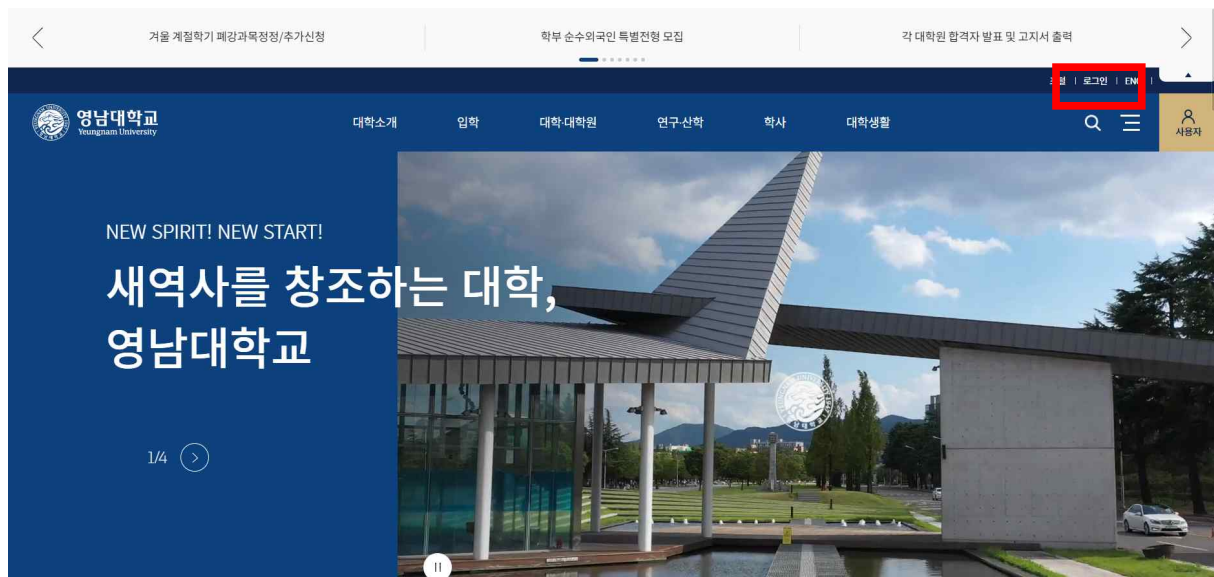 겨울 계절학기 폐강과목정정/추가신청
학부 순수외국인 특별전형 모집
각 대학원 합격자 발표 및 고지서 출력
로그인
영남대학교
Yeungnam University
대학소개 입학 대학·대학원 연구·산학 학사 대학생활
사용자
NEW SPIRIT! NEW START!
새역사를 창조하는 대학,
영남대학교
1/4